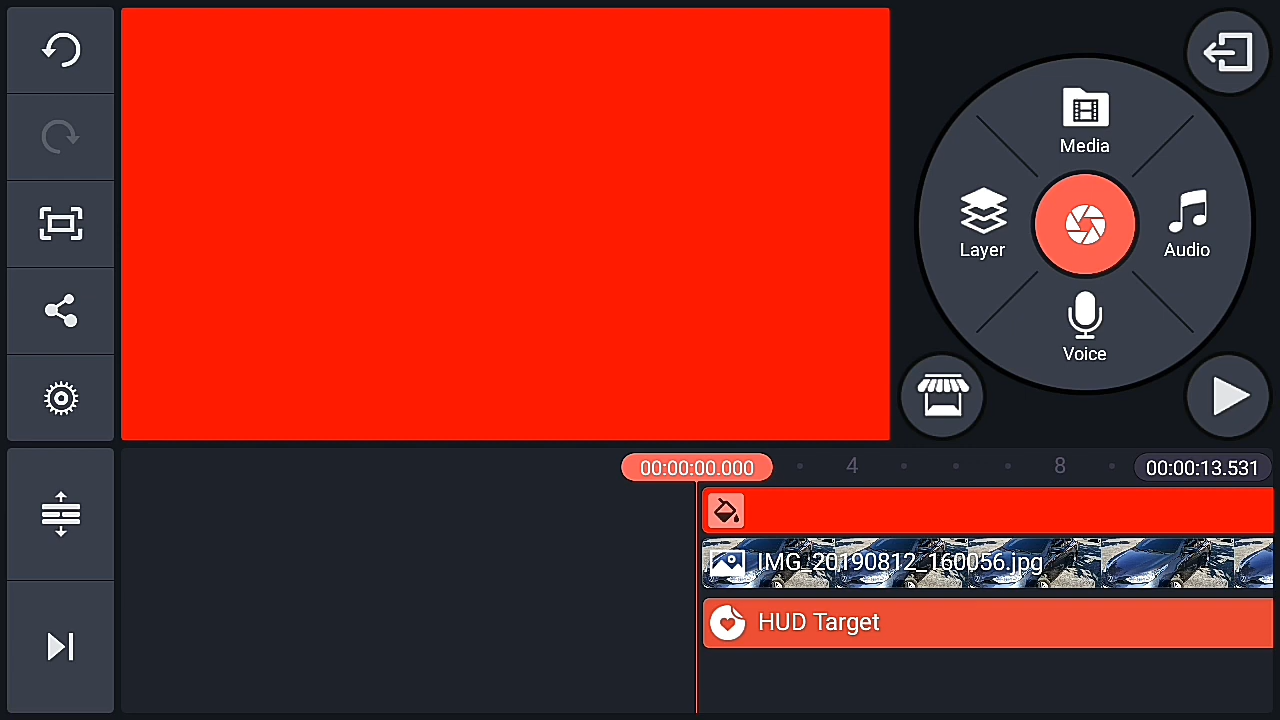 Media
Layer
Audio
Voice
00:00:00.000
4
8
00:00:13.531
IMG_20190812_160056.jpg
HUD Target